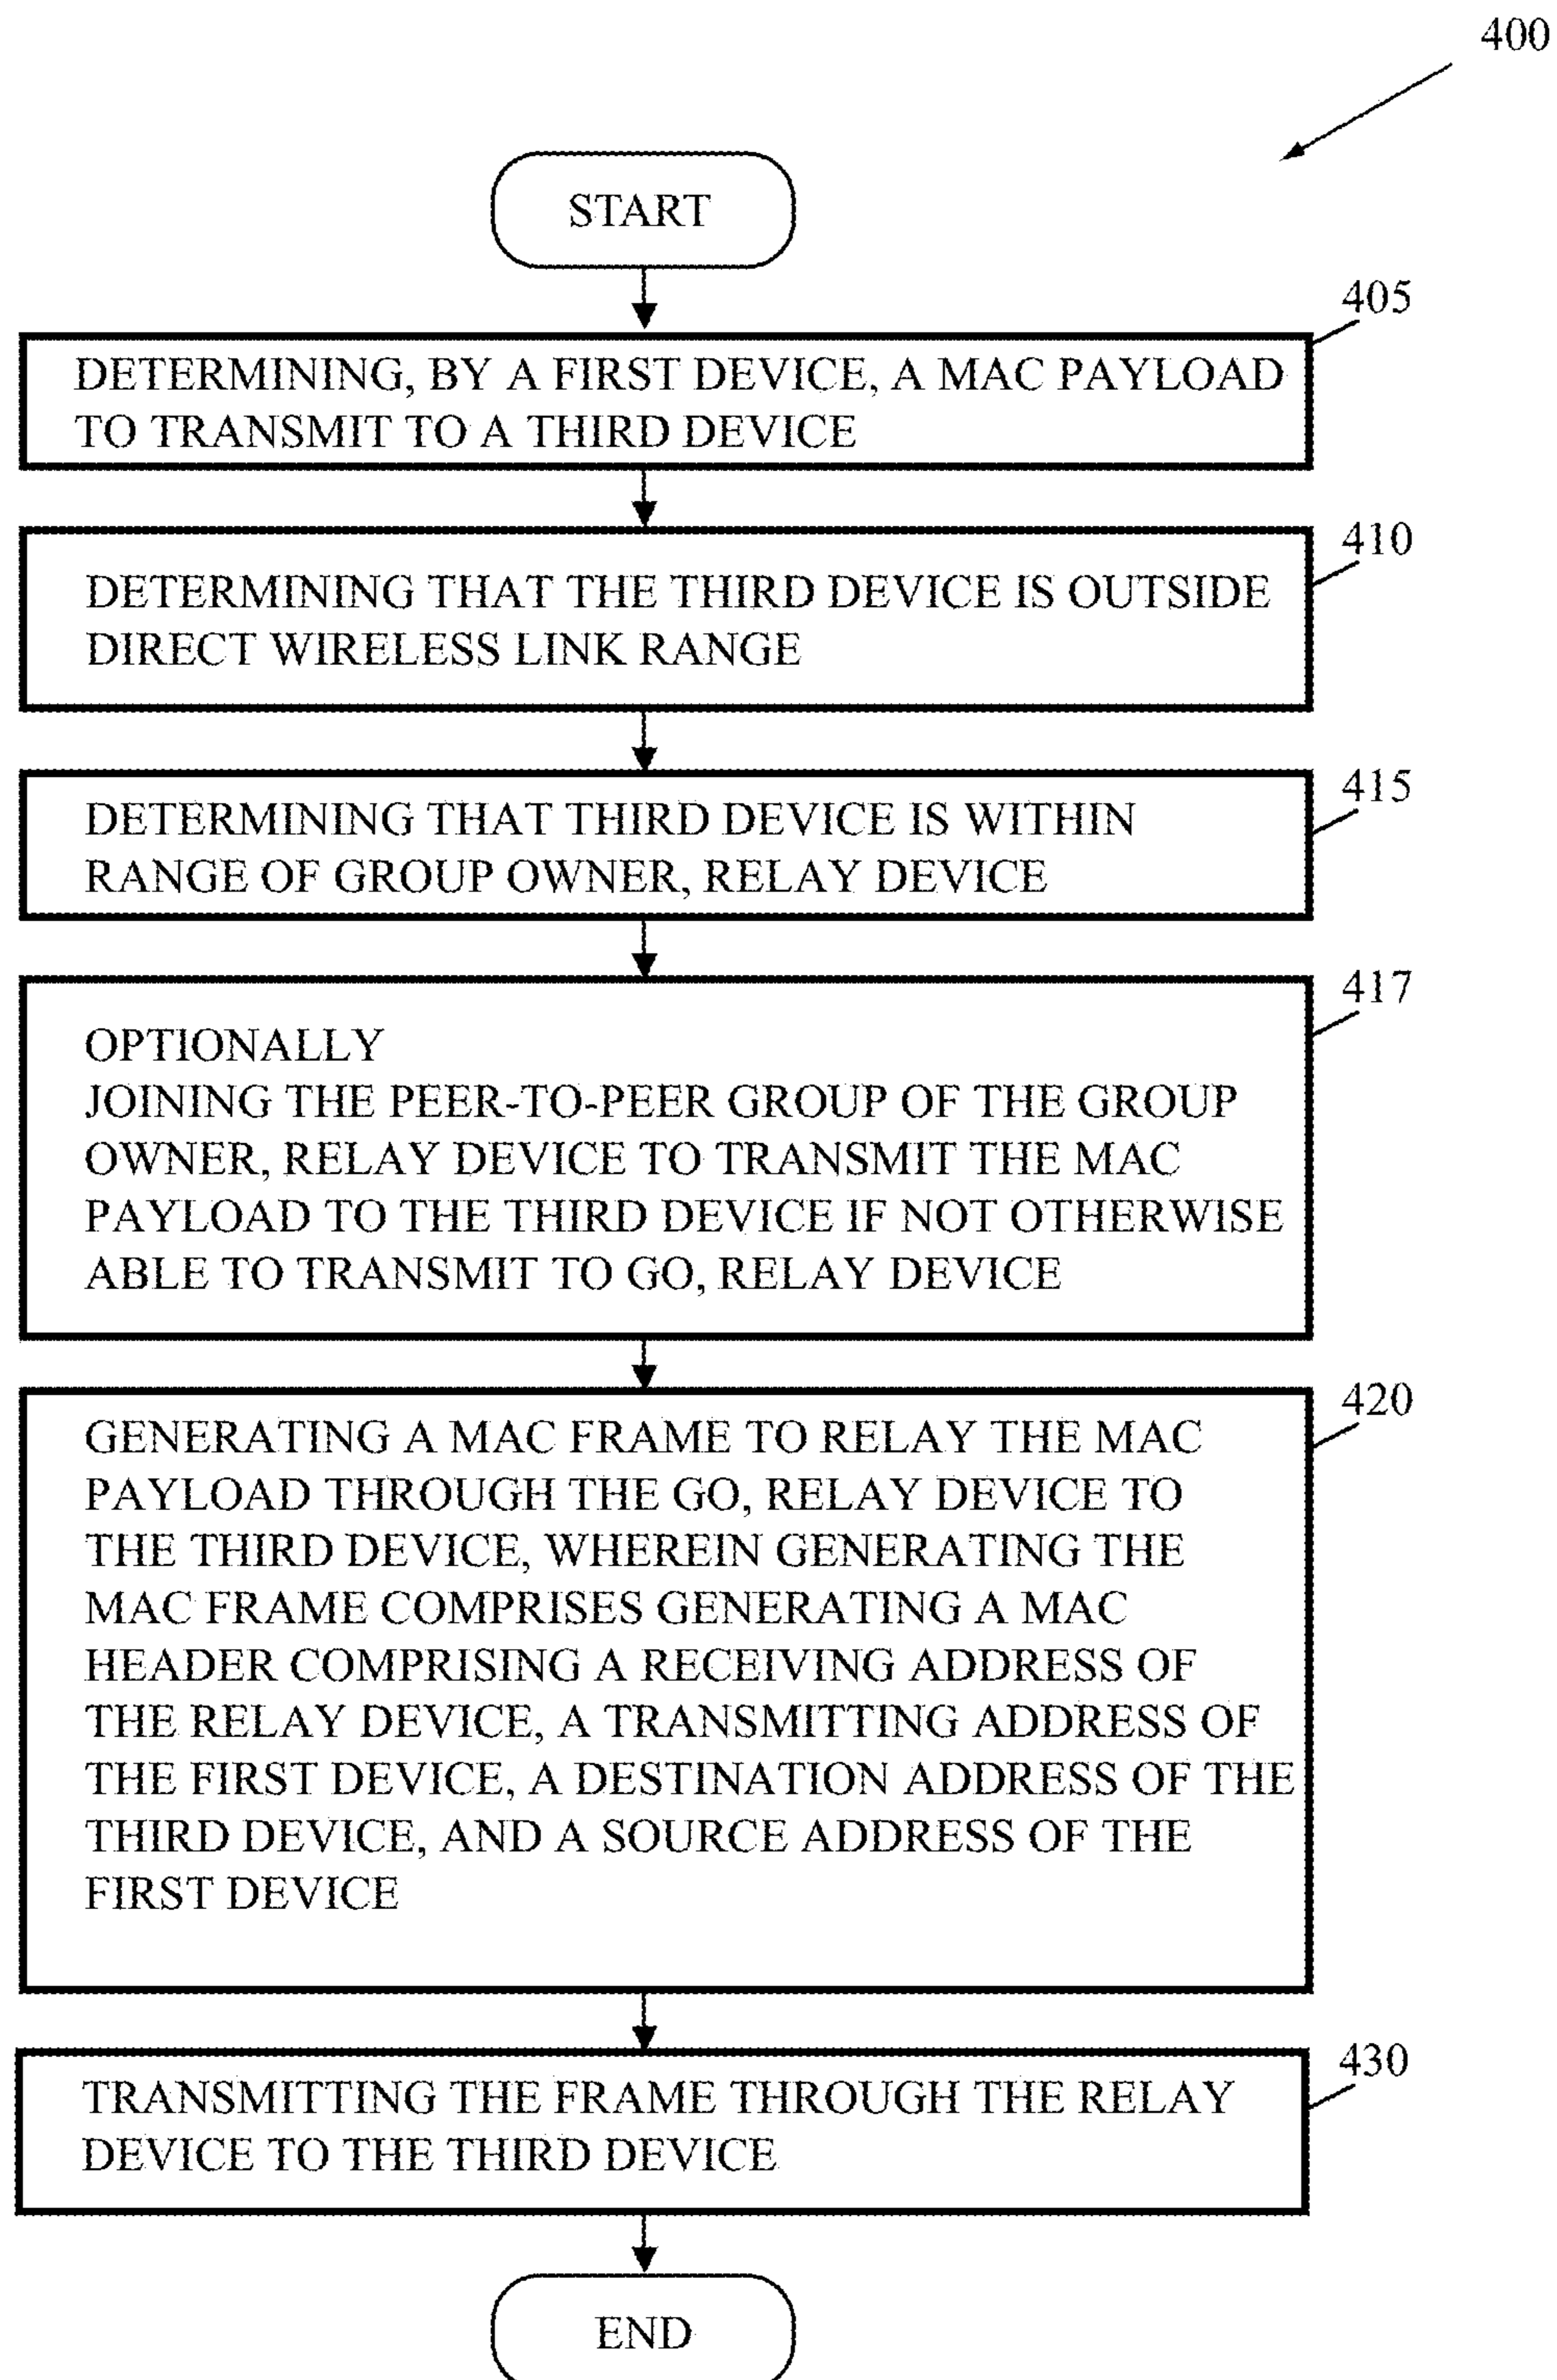 400
START
405
DETERMINING, BY A FIRST DEVICE, A MAC PAYLOAD
TO TRANSMIT TO A THIRD DEVICE
410
DETERMINING THAT THE THIRD DEVICE IS OUTSIDE
DIRECT WIRELESS LINK RANGE
415
DETERMINING THAT THIRD DEVICE IS WITHIN
RANGE OF GROUP OWNER, RELAY DEVICE
417
OPTIONALLY
JOINING THE PEER-TO-PEER GROUP OF THE GROUP
OWNER, RELAY DEVICE TO TRANSMIT THE MAC
PAYLOAD TO THE THIRD DEVICE IF NOT OTHERWISE
ABLE TO TRANSMIT TO GO, RELAY DEVICE
420
GENERATING A MAC FRAME TO RELAY THE MAC
PAYLOAD THROUGH THE GO, RELAY DEVICE TO
THE THIRD DEVICE, WHEREIN GENERATING THE
MAC FRAME COMPRISES GENERATING A MAC
HEADER COMPRISING A RECEIVING ADDRESS OF
THE RELAY DEVICE, A TRANSMITTING ADDRESS OF
THE FIRST DEVICE, A DESTINATION ADDRESS OF THE
THIRD DEVICE, AND A SOURCE ADDRESS OF THE
FIRST DEVICE
430
TRANSMITTING THE FRAME THROUGH THE RELAY
DEVICE TO THE THIRD DEVICE
END